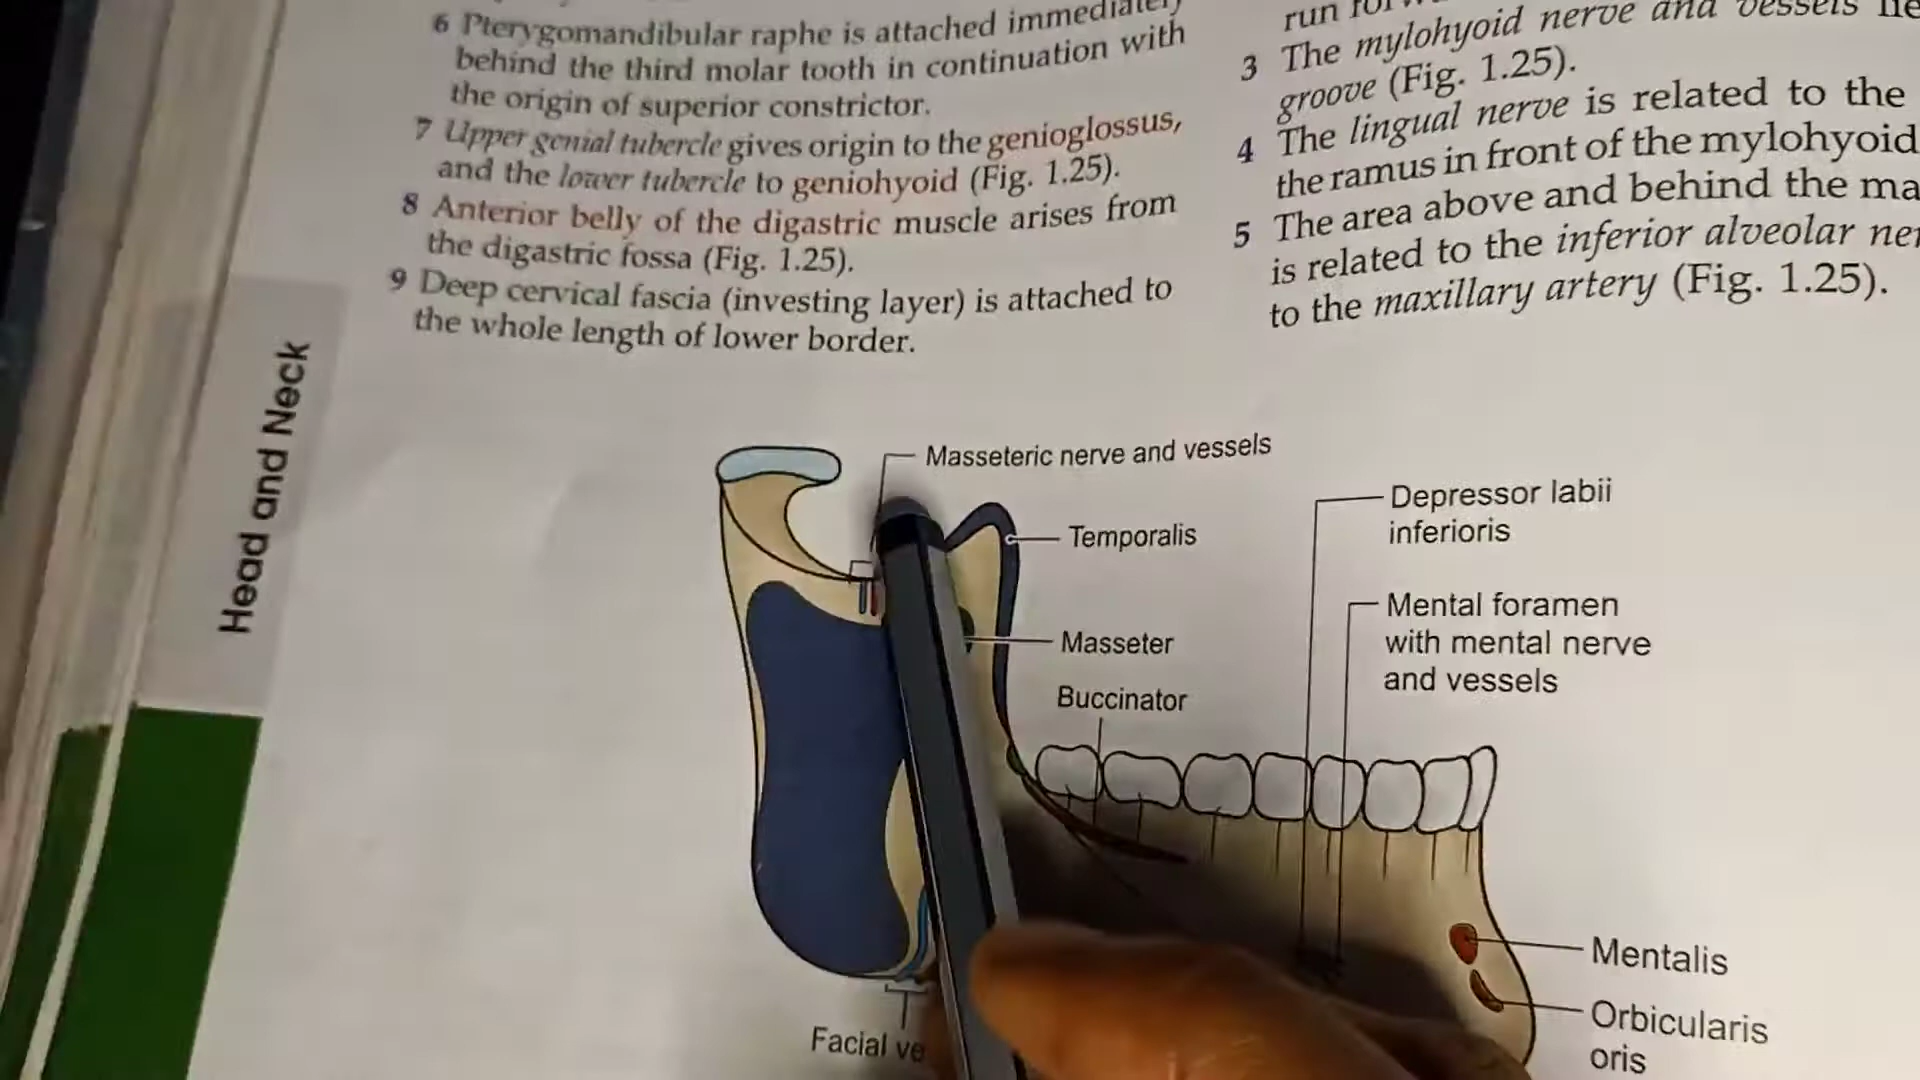 6 Pterygomandibular raphe is attached immediately
behind the third molar tooth in continuation with
the origin of superior constrictor.
7 Upper genial tubercle gives origin to the genioglossus,
and the lower tubercle to geniohyoid (Fig. 1.25).
8 Anterior belly of the digastric muscle arises from
the digastric fossa (Fig. 1.25).
9 Deep cervical fascia (investing layer) is attached to
the whole length of lower border.
run
3 The mylohyoid nerve and vessels
groove (Fig. 1.25).
4 The lingual nerve is related to the
the ramus in front of the mylohyoid
5 The area above and behind the ma
is related to the inferior alveolar
to the maxillary artery (Fig. 1.25).
Head and Neck
Masseteric nerve and vessels
Temporalis
Masseter
Buccinator
Depressor labii
inferioris
Mental foramen
with mental nerve
and vessels
Mentalis
Orbicularis
oris
Facial ve